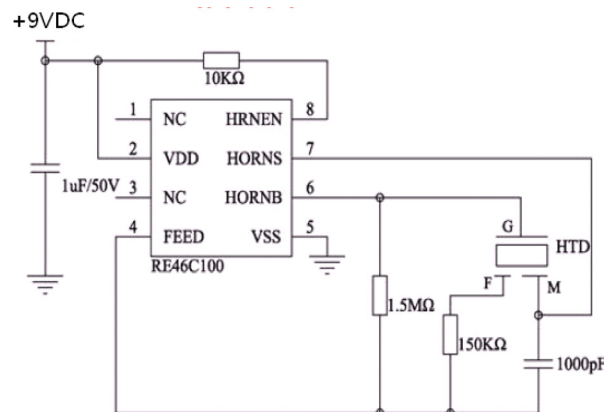 +9VDC
10KΩ
1 NC HRNEN 8
2 VDD HORNS 7
1uF/50V
3 NC HORNB 6
4 FEED VSS 5
RE46C100
G
HTD
F M
1.5MΩ
150KΩ
1000pF